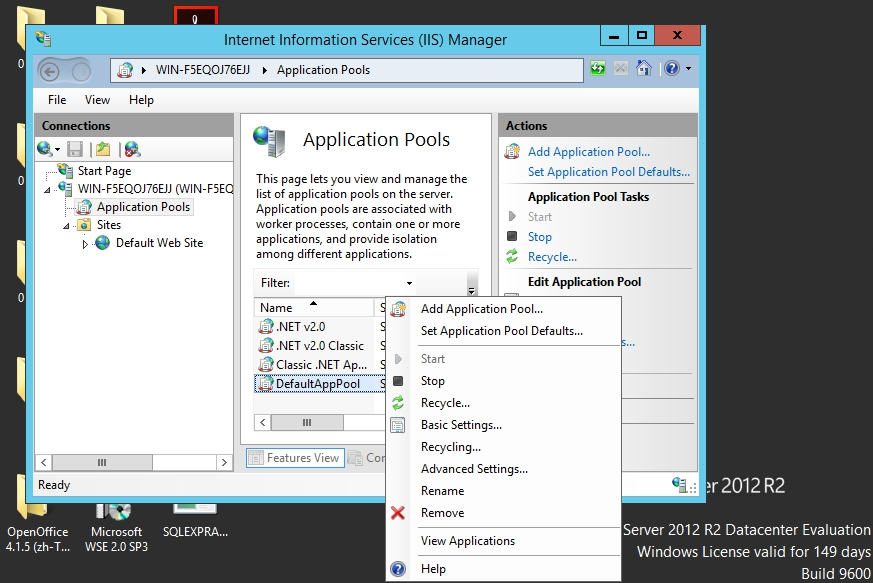 0
0
Internet Information Services (IIS) Manager
WIN-F5EQOJ76EJJ
Application Pools
File
View
Help
Connections
Start Page
WIN-F5EQOJ76EJJ (WIN-F5EQ
Application Pools
Sites
Default Web Site
Application Pools
This page lets you view and manage the
list of application pools on the server.
Application pools are associated with
worker processes, contain one or more
applications, and provide isolation
among different applications.
Filter:
Name
S
.NET v2.0
S
.NET v2.0 Classic
S
Classic .NET Ap...
S
DefaultAppPool
S
Features View
Con
Actions
Add Application Pool...
Set Application Pool Defaults...
Application Pool Tasks
Start
Stop
Recycle...
Edit Application Pool
s...
Add Application Pool...
Set Application Pool Defaults...
Start
Stop
Recycle...
Basic Settings...
Recycling...
Advanced Settings...
Rename
Remove
View Applications
Help
Ready
0
0
er 2012 R2
OpenOffice
4.1.5 (zh-T...
Microsoft
WSE 2.0 SP3
SQLEXPRA...
Server 2012 R2 Datacenter Evaluation
Windows License valid for 149 days
Build 9600